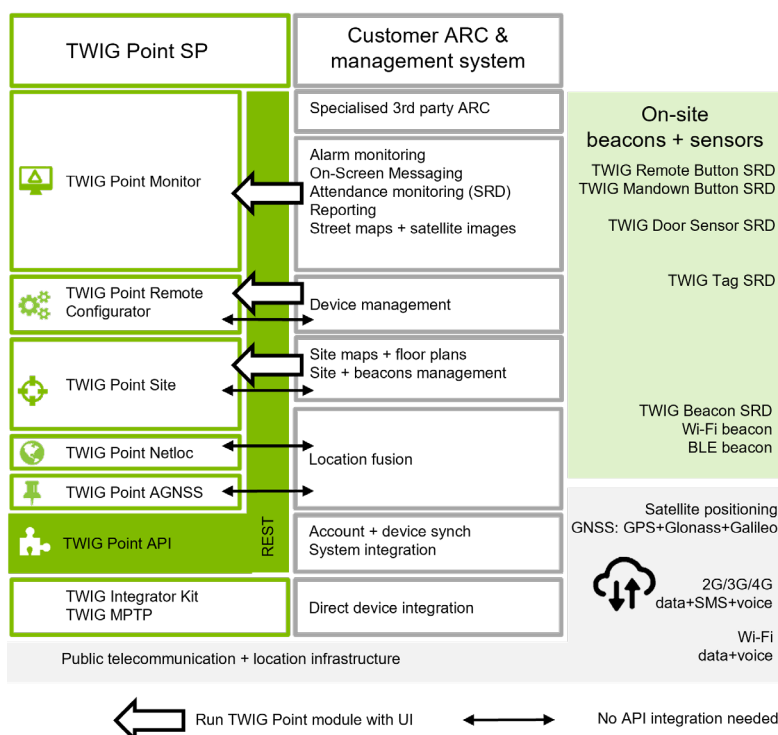 TWIG Point SP
Customer ARC &
management system
Specialised 3rd party ARC
TWIG Point Monitor
Alarm monitoring
On-Screen Messaging
Attendance monitoring (SRD)
Reporting
Street maps + satellite images
TWIG Point Remote
Configurator
Device management
TWIG Point Site
Site maps + floor plans
Site + beacons management
TWIG Point Netloc
TWIG Point AGNSS
Location fusion
TWIG Point API
REST
Account + device synch
System integration
TWIG Integrator Kit
TWIG MPTP
Direct device integration
On-site
beacons + sensors
TWIG Remote Button SRD
TWIG Mandown Button SRD
TWIG Door Sensor SRD
TWIG Tag SRD
TWIG Beacon SRD
Wi-Fi beacon
BLE beacon
Satellite positioning
GNSS: GPS+Glonass+Galileo
2G/3G/4G
data+SMS+voice
Wi-Fi
data+voice
Public telecommunication + location infrastructure
Run TWIG Point module with UI
No API integration needed